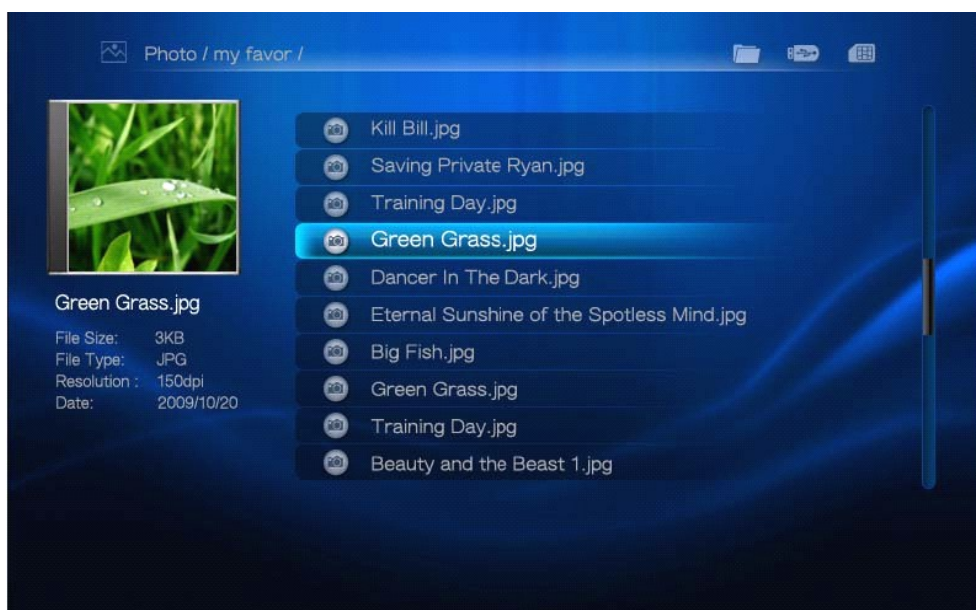 Photo / my favor /
Kill Bill.jpg
Saving Private Ryan.jpg
Training Day.jpg
Green Grass.jpg
Dancer In The Dark.jpg
Eternal Sunshine of the Spotless Mind.jpg
Big Fish.jpg
Green Grass.jpg
Training Day.jpg
Beauty and the Beast 1.jpg
Green Grass.jpg
File Size: 3KB
File Type: JPG
Resolution : 150dpi
Date: 2009/10/20